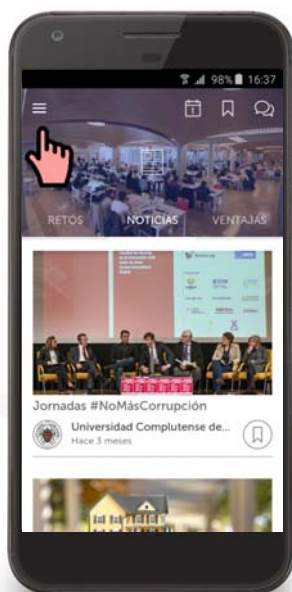 98% 16:37
RETOS NOTICIAS VENTAJAS
Jornadas #NoMásCorrupción
Universidad Complutense de...
Hace 3 meses